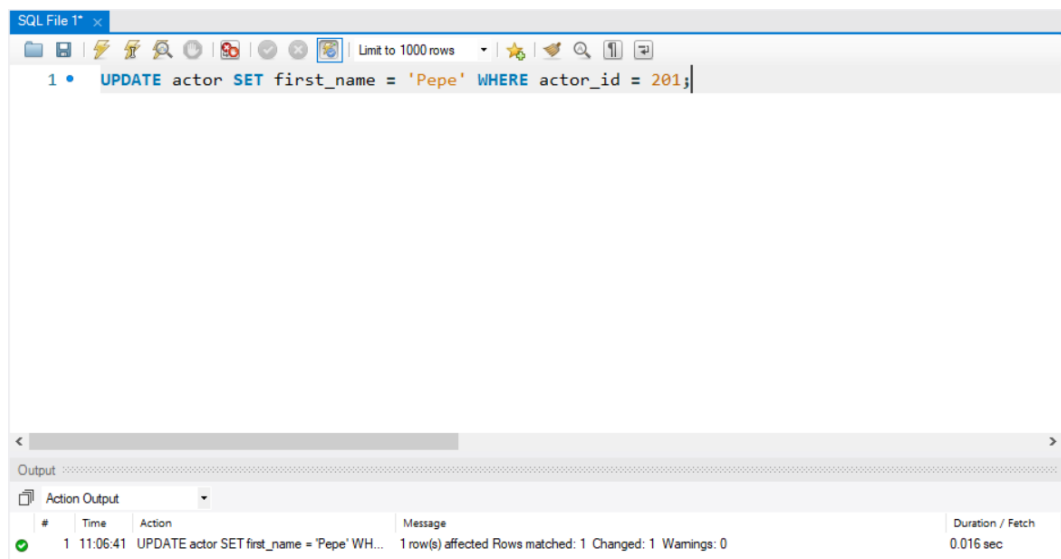 SQL File 1*
Limit to 1000 rows
1 UPDATE actor SET first_name = 'Pepe' WHERE actor_id = 201;
Output
Action Output
# Time Action Message Duration / Fetch
1 11:06:41 UPDATE actor SET first_name = 'Pepe' WH... 1 row(s) affected Rows matched: 1 Changed: 1 Warnings: 0 0.016 sec